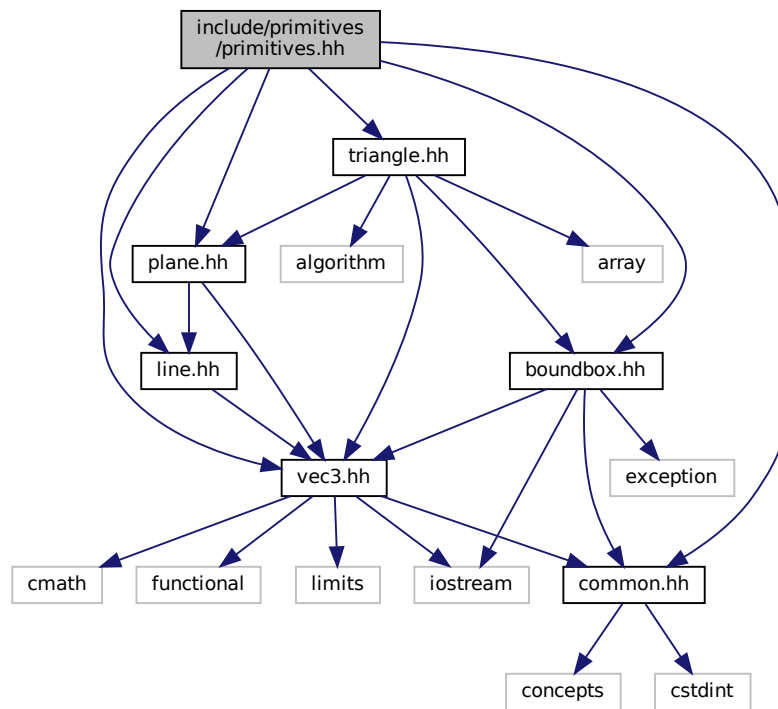 include/primitives
/primitives.hh
triangle.hh
plane.hh
algorithm
array
line.hh
boundbox.hh
vec3.hh
exception
cmath
functional
limits
iostream
common.hh
concepts
cstdint